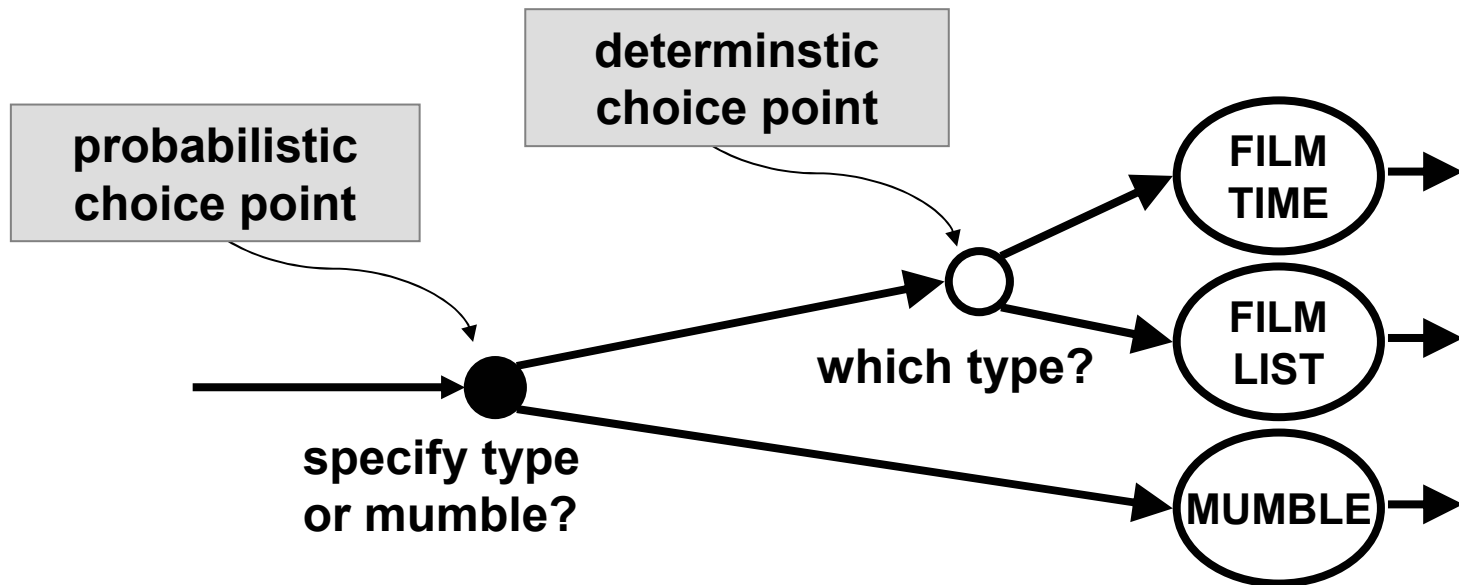 determinstic
choice point
probabilistic
choice point
FILM
TIME
FILM
LIST
which type?
specify type
or mumble?
MUMBLE